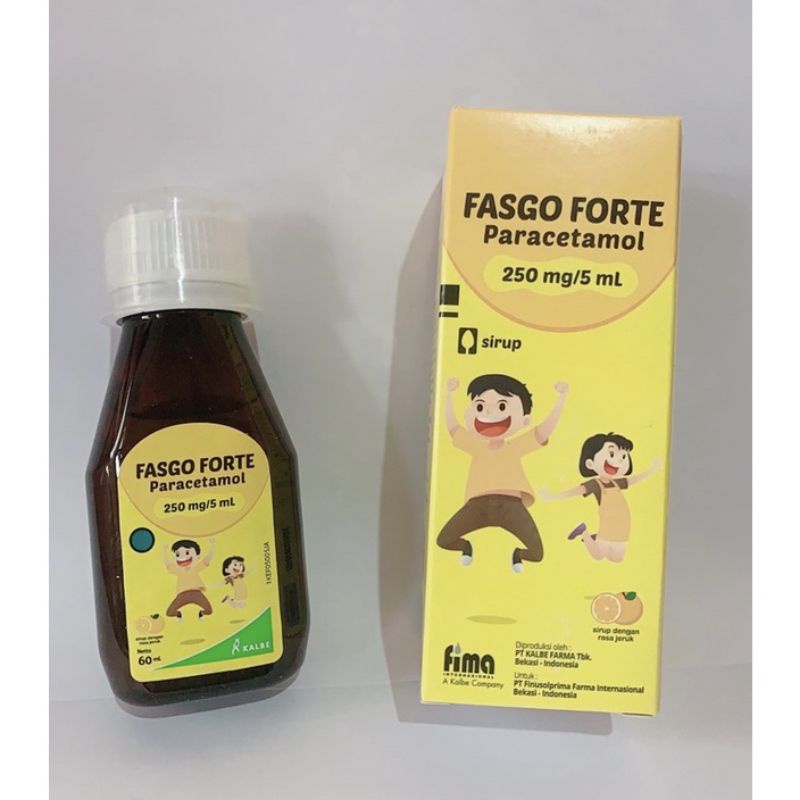 FASGO FORTE
Paracetamol
250 mg/5 mL
1KEF05005JA
sirup dengan
rasa jeruk
Netto
60 mL
KALBE
FASGO FORTE
Paracetamol
250 mg/5 mL
sirup
sirup dengan
rasa jeruk
fima
INTERNASIONAL
A Kalbe Company
Diproduksi oleh :
PT KALBE FARMA Tbk.
Bekasi - Indonesia
Untuk :
PT Finusolprima Farma Internasional
Bekasi - Indonesia